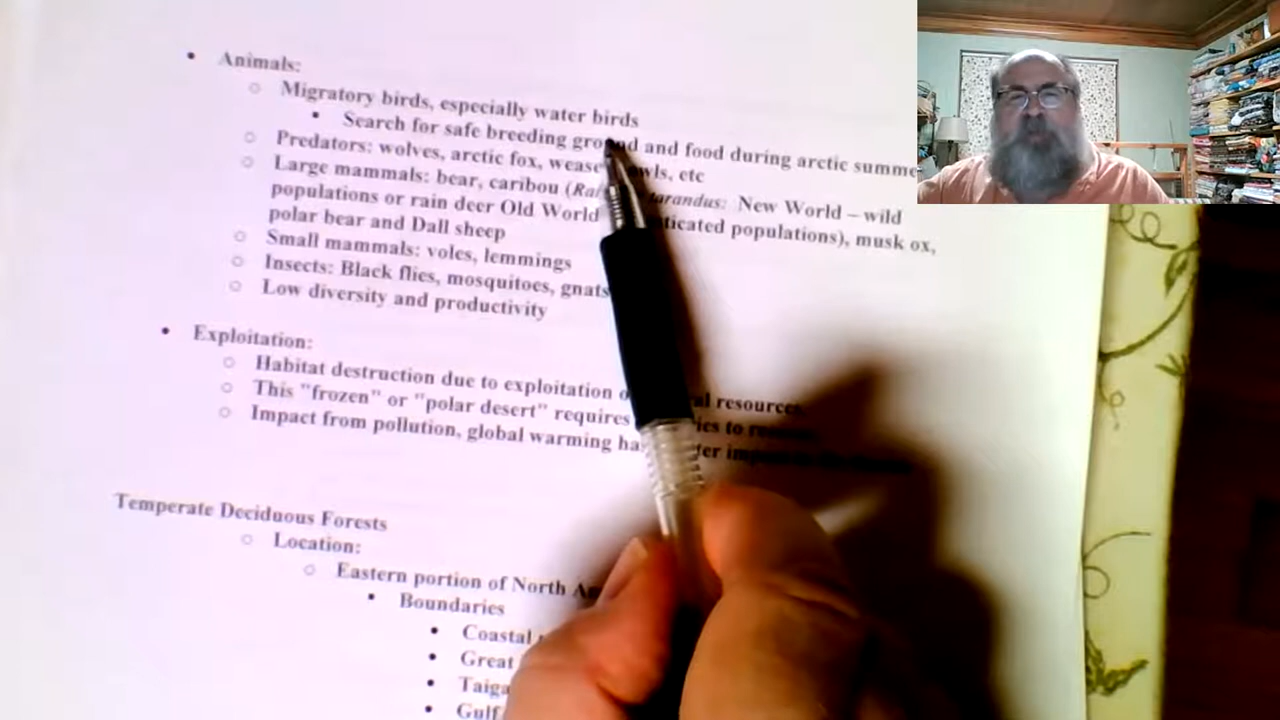 • Animals:
○ Migratory birds, especially water birds
▪ Search for safe breeding ground and food during arctic summe
○ Predators: wolves, arctic fox, wease owls, etc
○ Large mammals: bear, caribou (Ra tarandus: New World – wild
populations or rain deer Old World ticated populations), musk ox,
polar bear and Dall sheep
○ Small mammals: voles, lemmings
○ Insects: Black flies, mosquitoes, gnats
○ Low diversity and productivity
• Exploitation:
○ Habitat destruction due to exploitation o al resources
○ This "frozen" or "polar desert" requires ies to
○ Impact from pollution, global warming ha ter
Temperate Deciduous Forests
○ Location:
○ Eastern portion of North A
▪ Boundaries
• Coastal
• Great
• Taiga
• Gulf